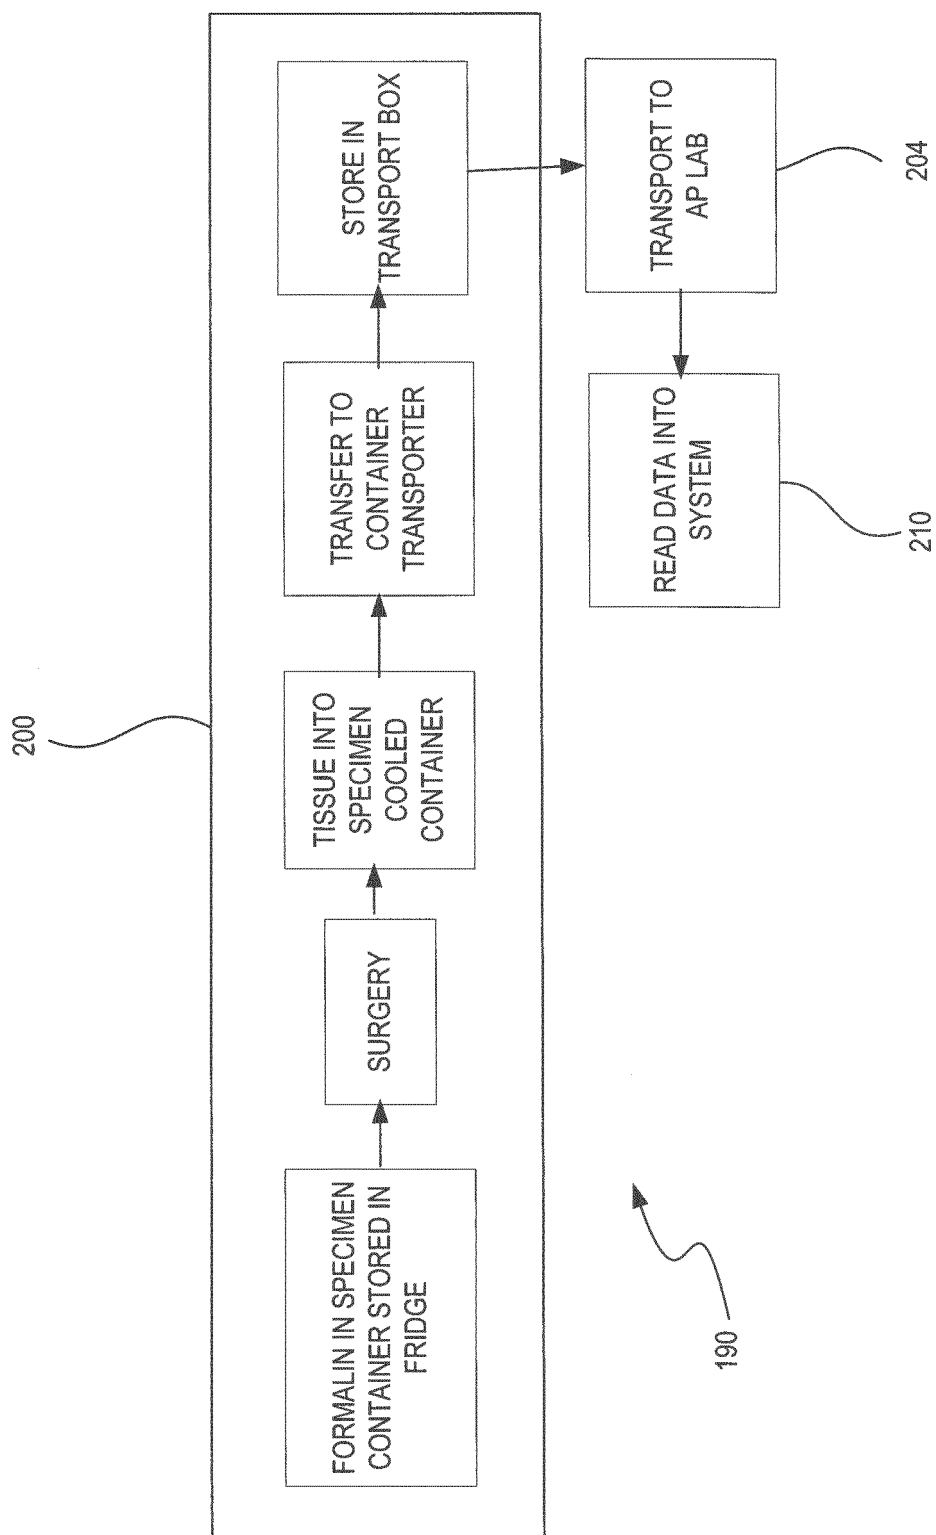 200
FORMALIN IN SPECIMEN
CONTAINER STORED IN
FRIDGE
SURGERY
TISSUE INTO
SPECIMEN
COOLED
CONTAINER
TRANSFER TO
CONTAINER
TRANSPORTER
STORE IN
TRANSPORT BOX
TRANSPORT TO
AP LAB
204
READ DATA INTO
SYSTEM
210
190